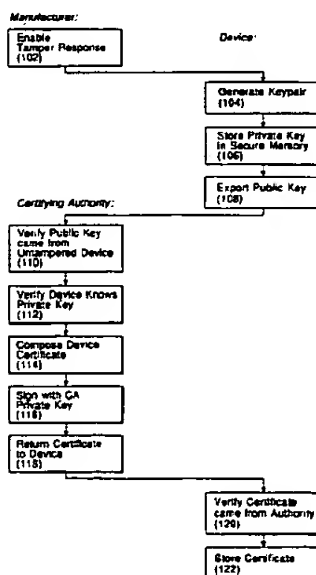 Manufacturer:
Enable
Tamper Response
(102)
Device:
Generate Keypair
(104)
Store Private Key
in Secure Memory
(106)
Export Public Key
(108)
Certifying Authority:
Verify Public Key
came from
Untampered Device
(110)
Verify Device Knows
Private Key
(112)
Compose Device
Certificate
(114)
Sign with CA
Private Key
(116)
Return Certificate
to Device
(118)
Verify Certificate
came from Authority
(120)
Store Certificate
(122)